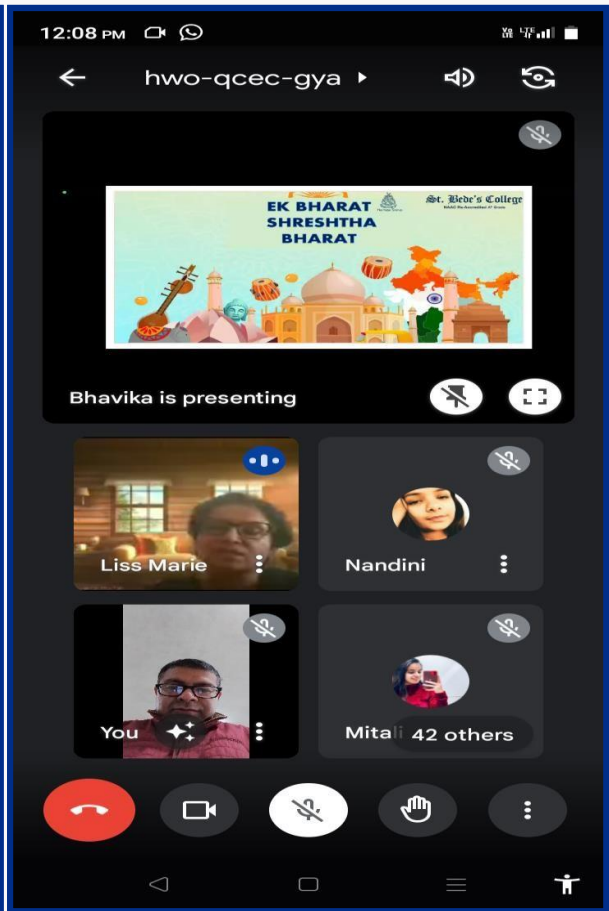 12:08 PM
hwo-qcec-gya
EK BHARAT
SHRESHTHA
BHARAT
St. Bede's College
Bhavika is presenting
Liss Marie
Nandini
You
Mitali
42 others